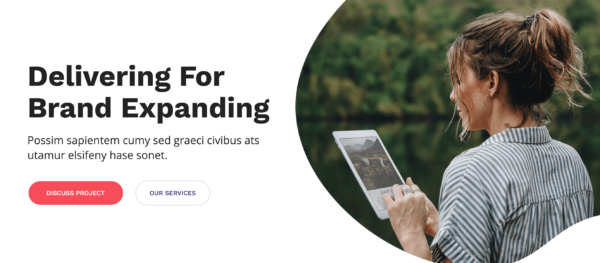 Delivering For
Brand Expanding
Possim sapientem cumy sed graeci civibus ats
utamur elsifeny hase sonet.
DISCUSS PROJECT
OUR SERVICES